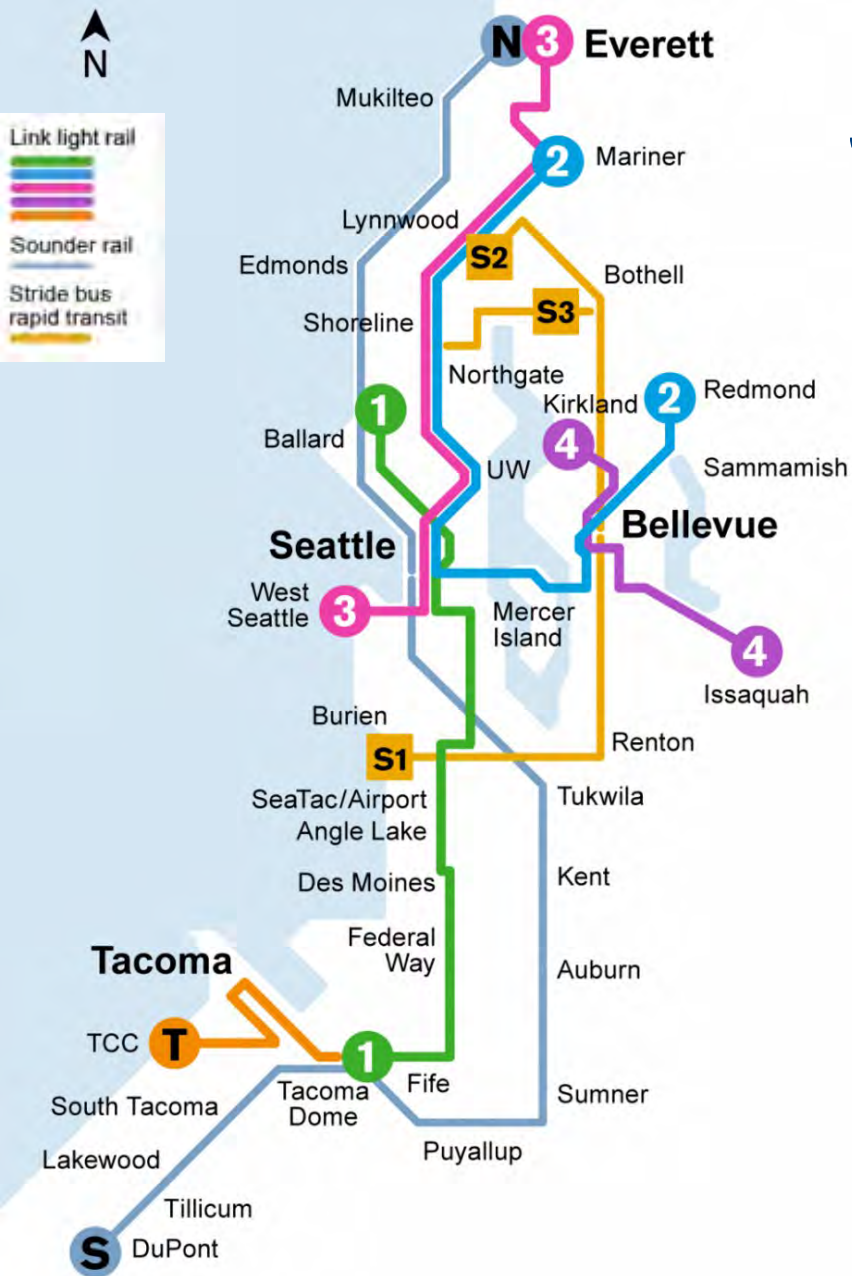 N
Link light rail
Sounder rail
Stride bus
rapid transit
N
3
Everett
Mukilteo
2
Mariner
Lynnwood
S2
Edmonds
Bothell
Shoreline
S3
Northgate
1
Kirkland
2
Redmond
Ballard
4
UW
Sammamish
Seattle
Bellevue
West
Seattle
3
Mercer
Island
4
Issaquah
Burien
S1
Renton
SeaTac/Airport
Tukwila
Angle Lake
Des Moines
Kent
Federal
Way
Tacoma
Auburn
TCC
T
1
Tacoma
Dome
Fife
South Tacoma
Sumner
Puyallup
Lakewood
Tillicum
S
DuPont